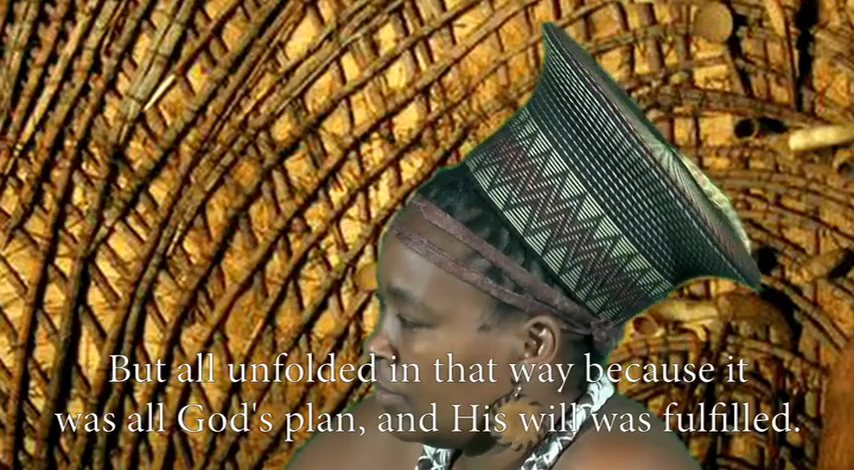 But all unfolded in that way because it
was all God's plan, and His will was fulfilled.